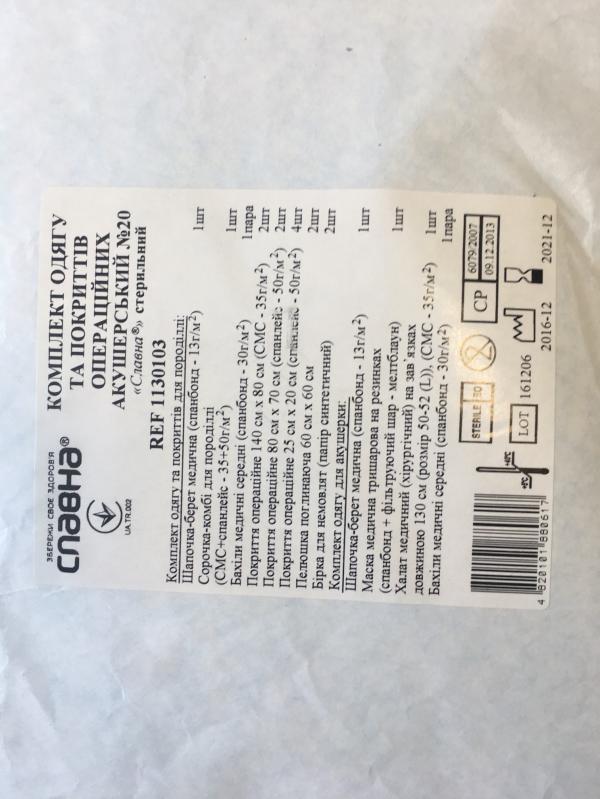 ЗБЕРЕЖИ СВОЄ ЗДОРОВ'Я
СЛАВНА®
UA.TR.002
КОМПЛЕКТ ОДЯГУ
ТА ПОКРИТТІВ
ОПЕРАЦІЙНИХ
АКУШЕРСЬКИЙ №20
«Славна®», стерильний
REF 1130103
Комплект одягу та покриттів для породіллі:
Шапочка-берет медична (спанбонд - 13г/м²) 1шт
Сорочка-комбі для породіллі
(СМС+спанлейс - 35+50г/м²) 1шт
Бахіли медичні середні (спанбонд - 30г/м²) 1пара
Покриття операційне 140 см х 80 см (СМС - 35г/м²) 2шт
Покриття операційне 80 см х 70 см (спанлейс - 50г/м²) 2шт
Покриття операційне 25 см х 20 см (спанлейс - 50г/м²) 4шт
Пелюшка поглинаюча 60 см х 60 см 2шт
Бірка для немовлят (папір синтетичний) 2шт
Комплект одягу для акушерки:
Шапочка-берет медична (спанбонд - 13г/м²) 1шт
Маска медична тришарова на резинках
(спанбонд + фільтруючий шар - мелтблаун) 1шт
Халат медичний (хірургічний) на зав`язках
довжиною 130 см (розмір 50-52 (L)), (СМС - 35г/м²) 1шт
Бахіли медичні середні (спанбонд - 30г/м²) 1пара
STERILE EO
СР 6079/2007
09.12.2013
LOT 161206
2016-12
2021-12
4 820101 880617